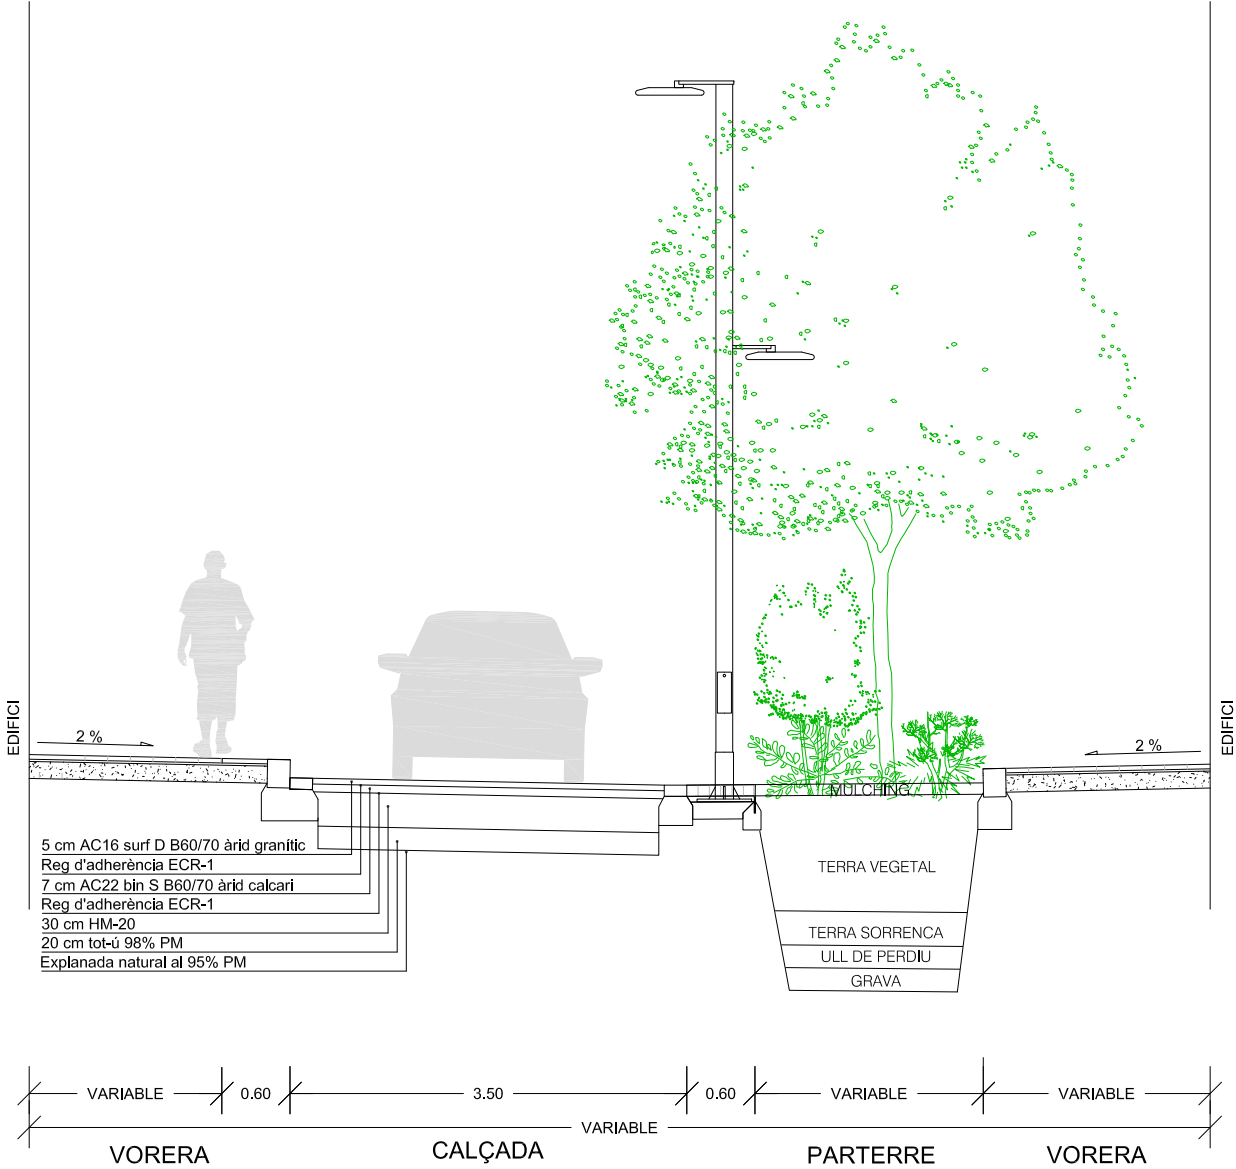 EDIFICI
2 %
2 %
EDIFICI
MULCHING
5 cm AC16 surf D B60/70 àrid granític
Reg d'adherència ECR-1
7 cm AC22 bin S B60/70 àrid calcari
Reg d'adherència ECR-1
30 cm HM-20
20 cm tot-ú 98% PM
Explanada natural al 95% PM
TERRA VEGETAL
TERRA SORRENCA
ULL DE PERDIU
GRAVA
VARIABLE 0.60 3.50 0.60 VARIABLE VARIABLE
VARIABLE
VORERA CALÇADA PARTERRE VORERA